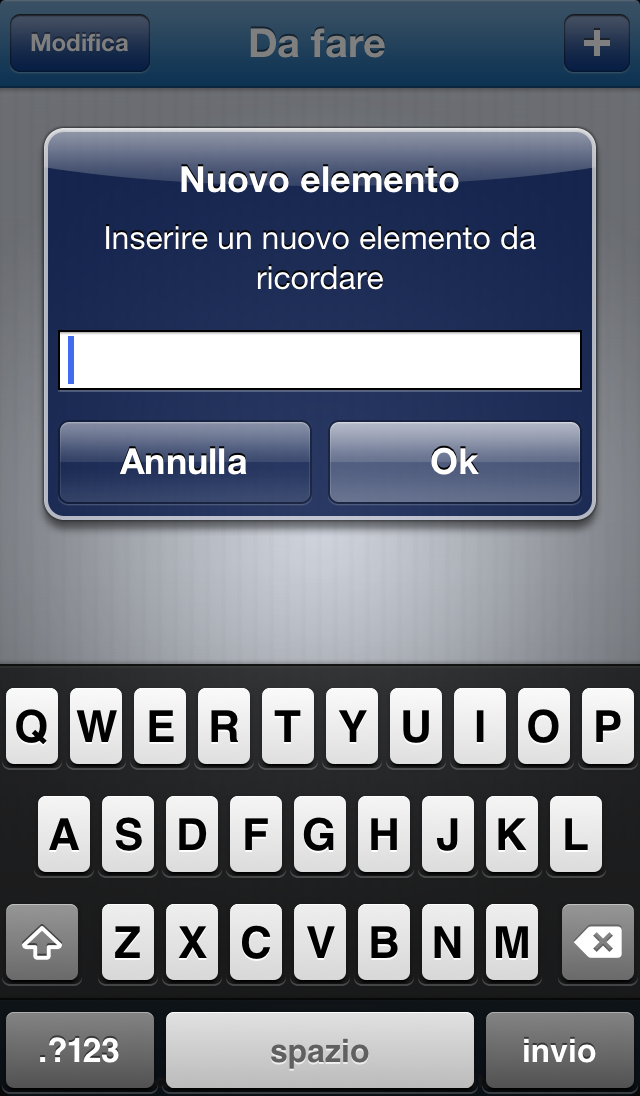 Modifica Da fare +
Nuovo elemento
Inserire un nuovo elemento da
ricordare
Annulla Ok
Q W E R T Y U I O P
A S D F G H J K L
Z X C V B N M
.?123 spazio invio